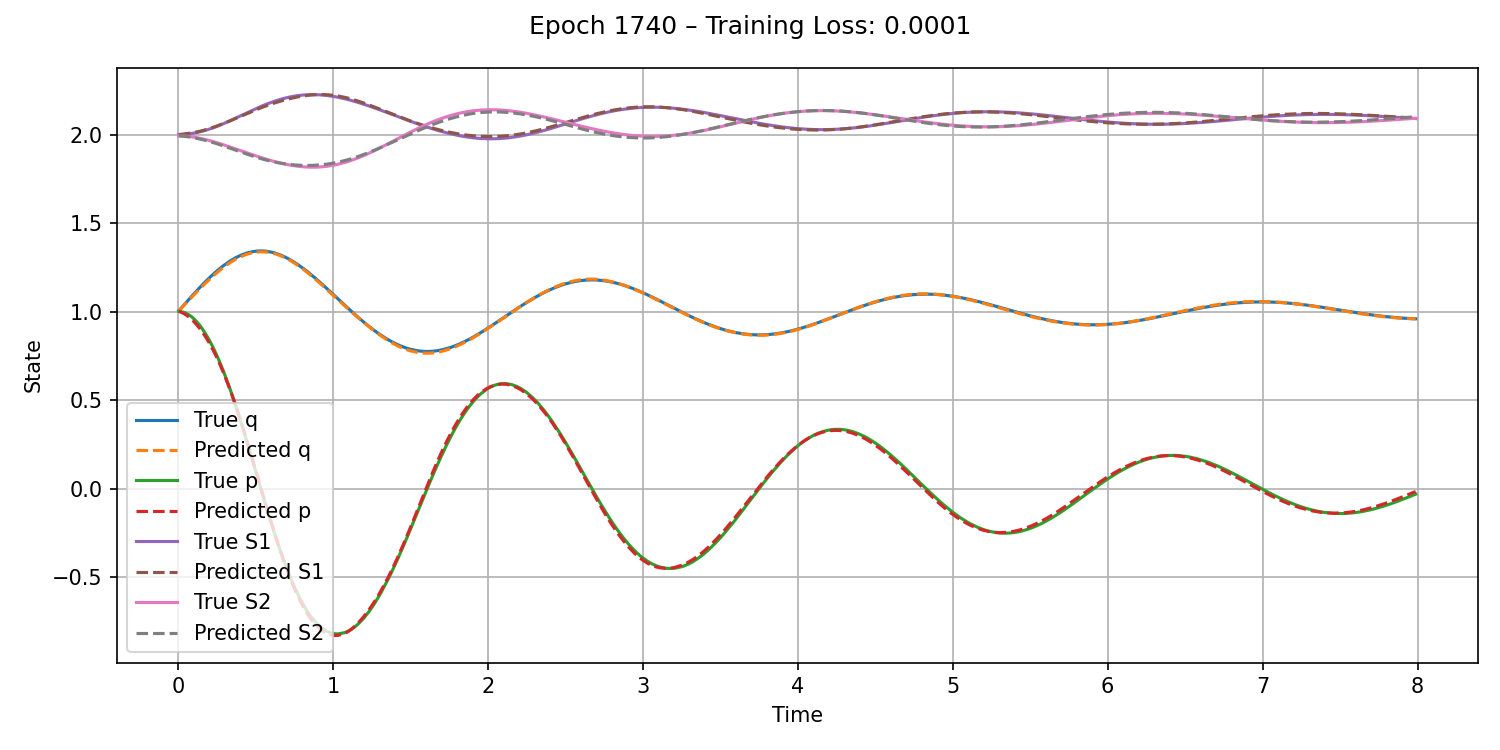 Epoch 1740 – Training Loss: 0.0001
State
2.0
1.5
1.0
0.5
0.0
−0.5
True q
Predicted q
True p
Predicted p
True S1
Predicted S1
True S2
Predicted S2
0 1 2 3 4 5 6 7 8
Time